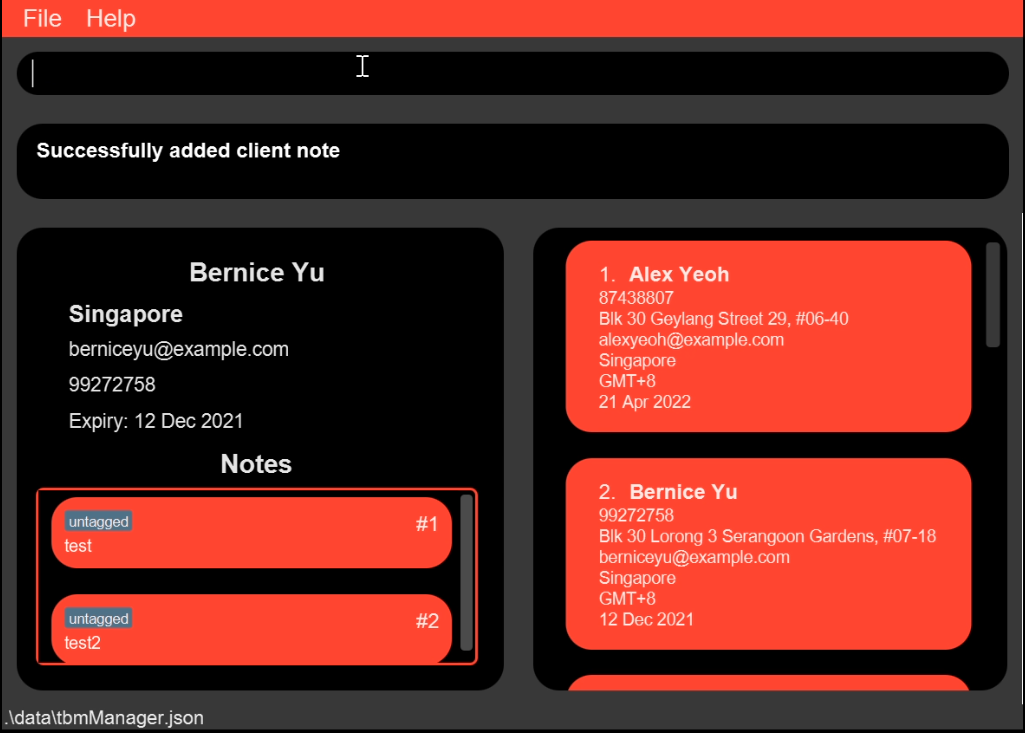 File Help
Successfully added client note
Bernice Yu
Singapore
berniceyu@example.com
99272758
Expiry: 12 Dec 2021
Notes
untagged #1
test
untagged #2
test2
1. Alex Yeoh
87438807
Blk 30 Geylang Street 29, #06-40
alexyeoh@example.com
Singapore
GMT+8
21 Apr 2022
2. Bernice Yu
99272758
Blk 30 Lorong 3 Serangoon Gardens, #07-18
berniceyu@example.com
Singapore
GMT+8
12 Dec 2021
.\data\tbmManager.json